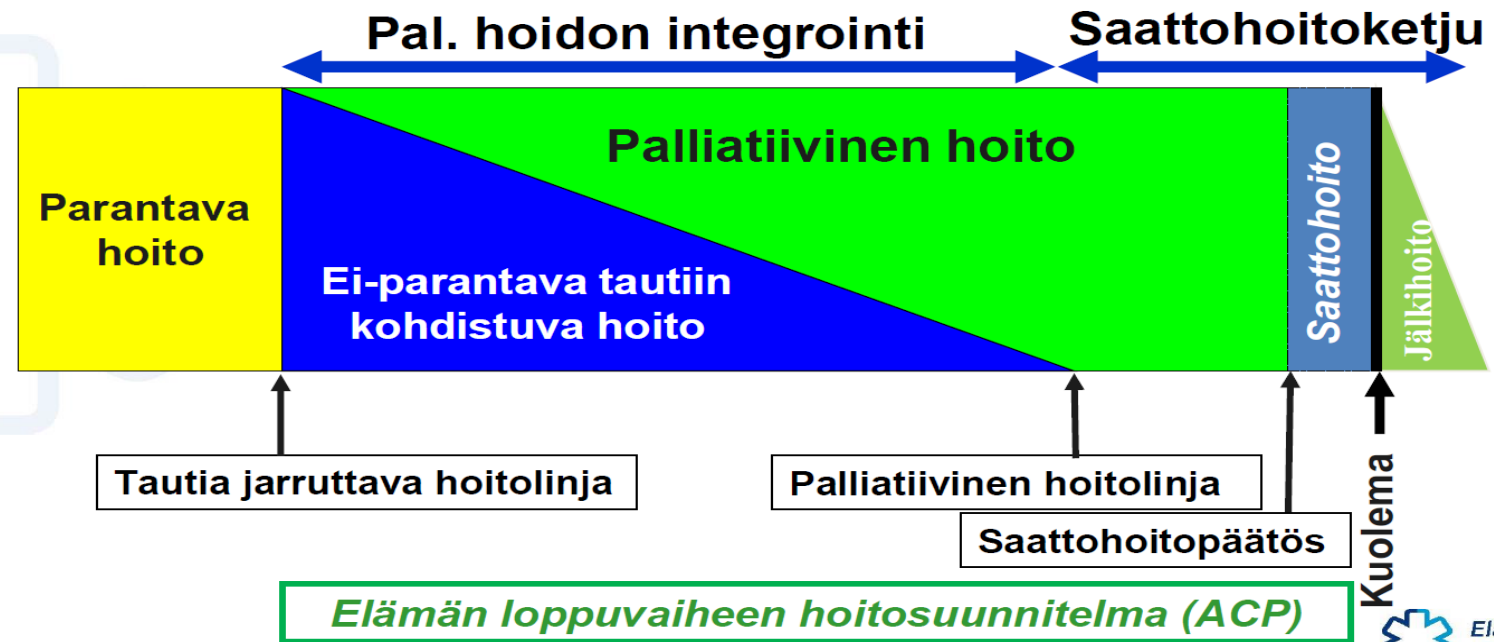 Pal. hoidon integrointi
Saattohoitoketju
Parantava
hoito
Palliatiivinen hoito
Ei-parantava tautiin
kohdistuva hoito
Saattohoito
Jälkihoito
Tautia jarruttava hoitolinja
Palliatiivinen hoitolinja
Saattohoitopäätös
Kuolema
Elämän loppuvaiheen hoitosuunnitelma (ACP)